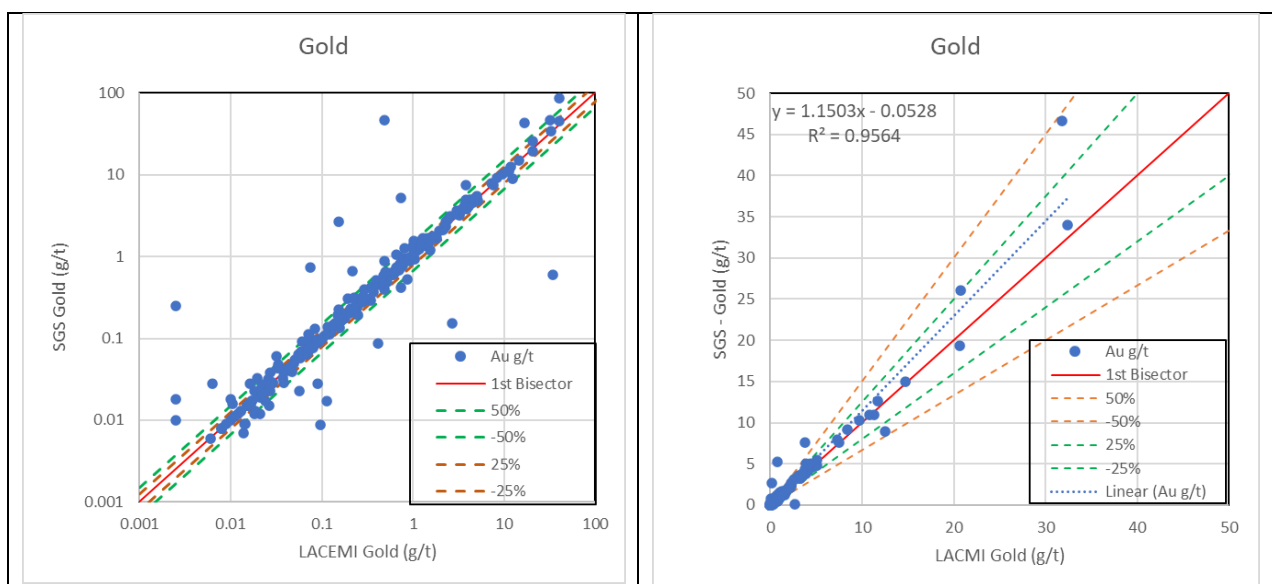 Gold
100
10
1
0.1
0.01
0.001
SGS Gold (g/t)
Au g/t
1st Bisector
50%
-50%
25%
-25%
0.001 0.01 0.1 1 10 100
LACEMI Gold (g/t)
Gold
50
45
40
35
30
25
20
15
10
5
0
SGS - Gold (g/t)
y = 1.1503x - 0.0528
R² = 0.9564
Au g/t
1st Bisector
50%
-50%
25%
-25%
Linear (Au g/t)
0 10 20 30 40 50
LACMI Gold (g/t)